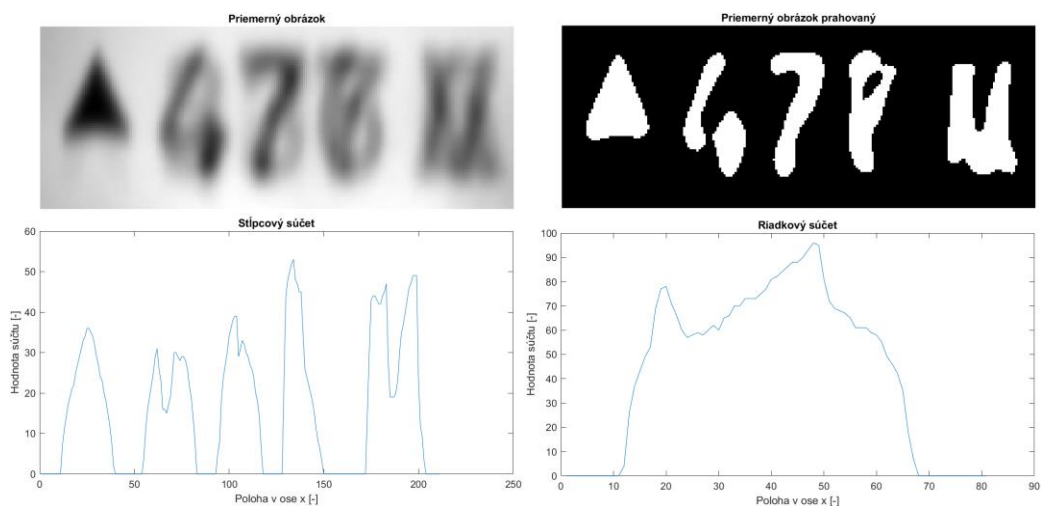 Priemerný obrázok
Priemerný obrázok prahovaný
Stĺpcový súčet
60
50
40
30
20
10
0
Hodnota súčtu [-]
0 50 100 150 200 250
Poloha v ose x [-]
Riadkový súčet
100
90
80
70
60
50
40
30
20
10
0
Hodnota súčtu [-]
0 10 20 30 40 50 60 70 80 90
Poloha v ose x [-]